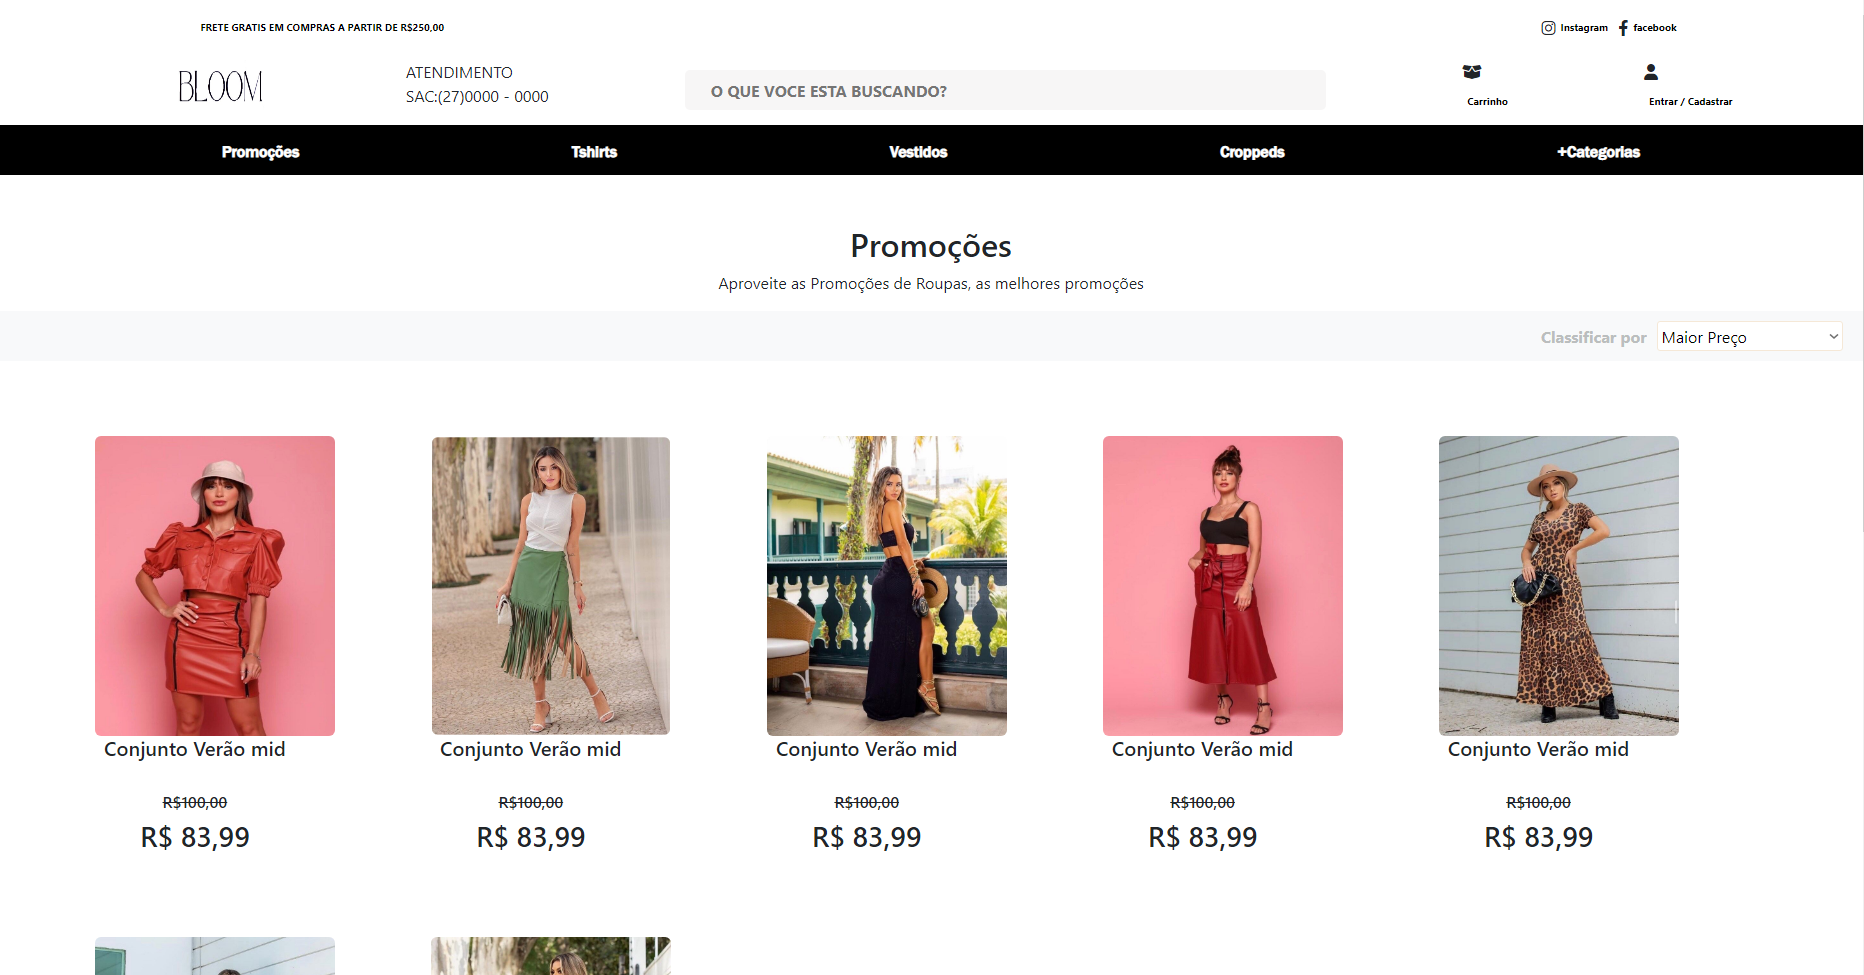 FRETE GRATIS EM COMPRAS A PARTIR DE R$250,00
Instagram facebook
BLOOM
ATENDIMENTO
SAC:(27)0000 - 0000
O QUE VOCE ESTA BUSCANDO?
Carrinho
Entrar / Cadastrar
Promoções Tshirts Vestidos Croppeds +Categorias
Promoções
Aproveite as Promoções de Roupas, as melhores promoções
Classificar por Maior Preço
Conjunto Verão mid Conjunto Verão mid Conjunto Verão mid Conjunto Verão mid Conjunto Verão mid
R$100,00 R$100,00 R$100,00 R$100,00 R$100,00
R$ 83,99 R$ 83,99 R$ 83,99 R$ 83,99 R$ 83,99